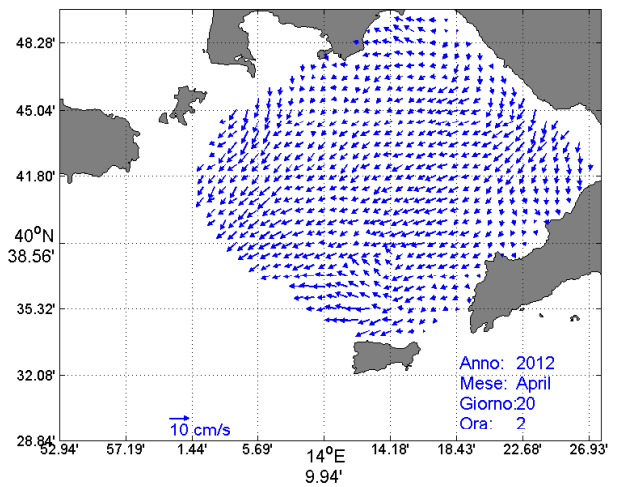 48.28'
45.04'
41.80'
40°N
38.56'
35.32'
32.08'
28.84'
Anno: 2012
Mese: April
Giorno:20
Ora: 2
10 cm/s
52.94' 57.19' 1.44' 5.69' 14°E 14.18' 18.43' 22.68' 26.93'
9.94'